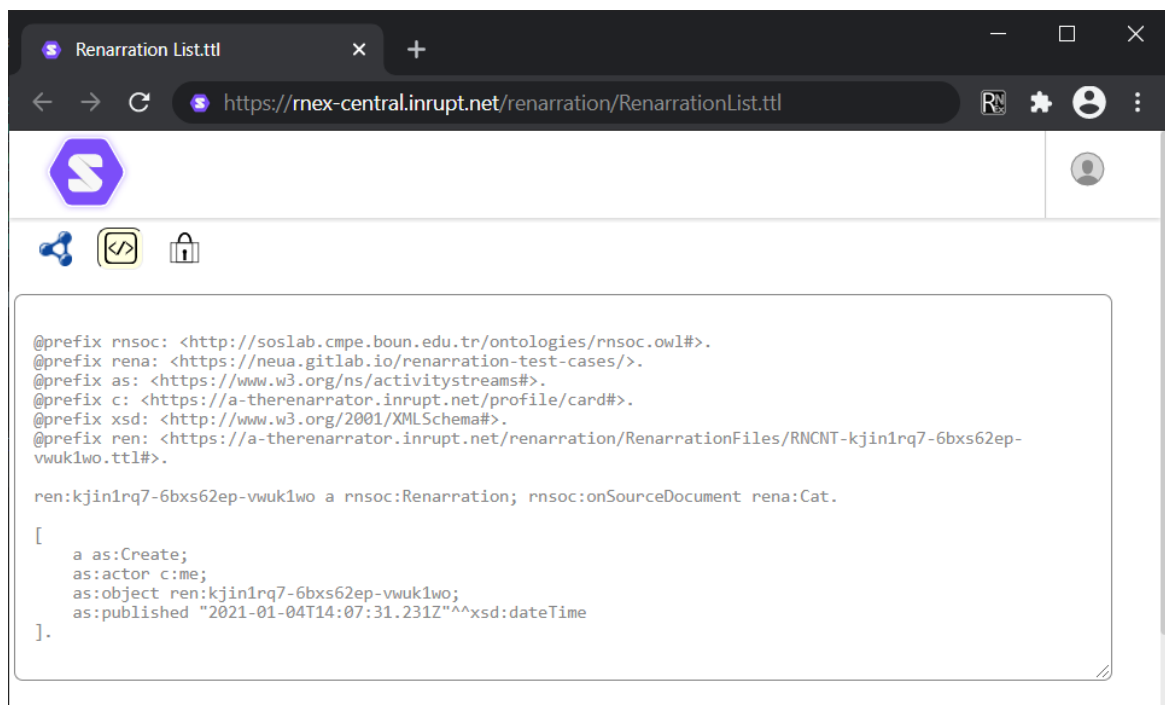 Renarration List.ttl
https://rnex-central.inrupt.net/renarration/RenarrationList.ttl
@prefix rnsoc: <http://soslab.cmpe.boun.edu.tr/ontologies/rnsoc.owl#>.
@prefix rena: <https://neua.gitlab.io/renarration-test-cases/>.
@prefix as: <https://www.w3.org/ns/activitystreams#>.
@prefix c: <https://a-therenarrator.inrupt.net/profile/card#>.
@prefix xsd: <http://www.w3.org/2001/XMLSchema#>.
@prefix ren: <https://a-therenarrator.inrupt.net/renarration/RenarrationFiles/RNCNT-kjin1rq7-6bxs62ep-
vwuk1wo.ttl#>.
ren:kjin1rq7-6bxs62ep-vwuk1wo a rnsoc:Renarration; rnsoc:onSourceDocument rena:Cat.
[
    a as:Create;
    as:actor c:me;
    as:object ren:kjin1rq7-6bxs62ep-vwuk1wo;
    as:published "2021-01-04T14:07:31.231Z"^^xsd:dateTime
].